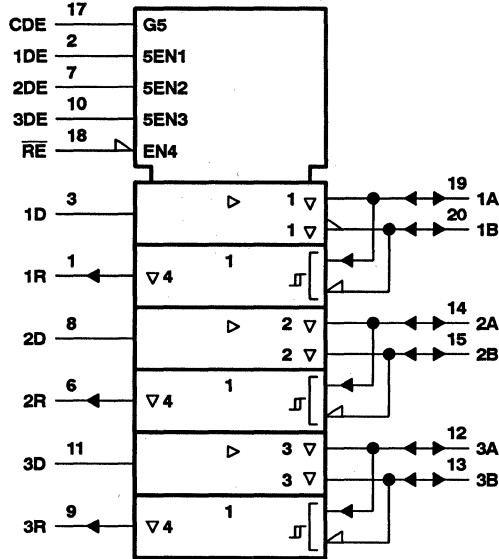 CDE 17 G5
1DE 2 5EN1
2DE 7 5EN2
3DE 10 5EN3
RE 18 EN4
1D 3 1 19 1A
1 20 1B
1R 1 4 1
2D 8 2 14 2A
2 15 2B
2R 6 4 1
3D 11 3 12 3A
3 13 3B
3R 9 4 1